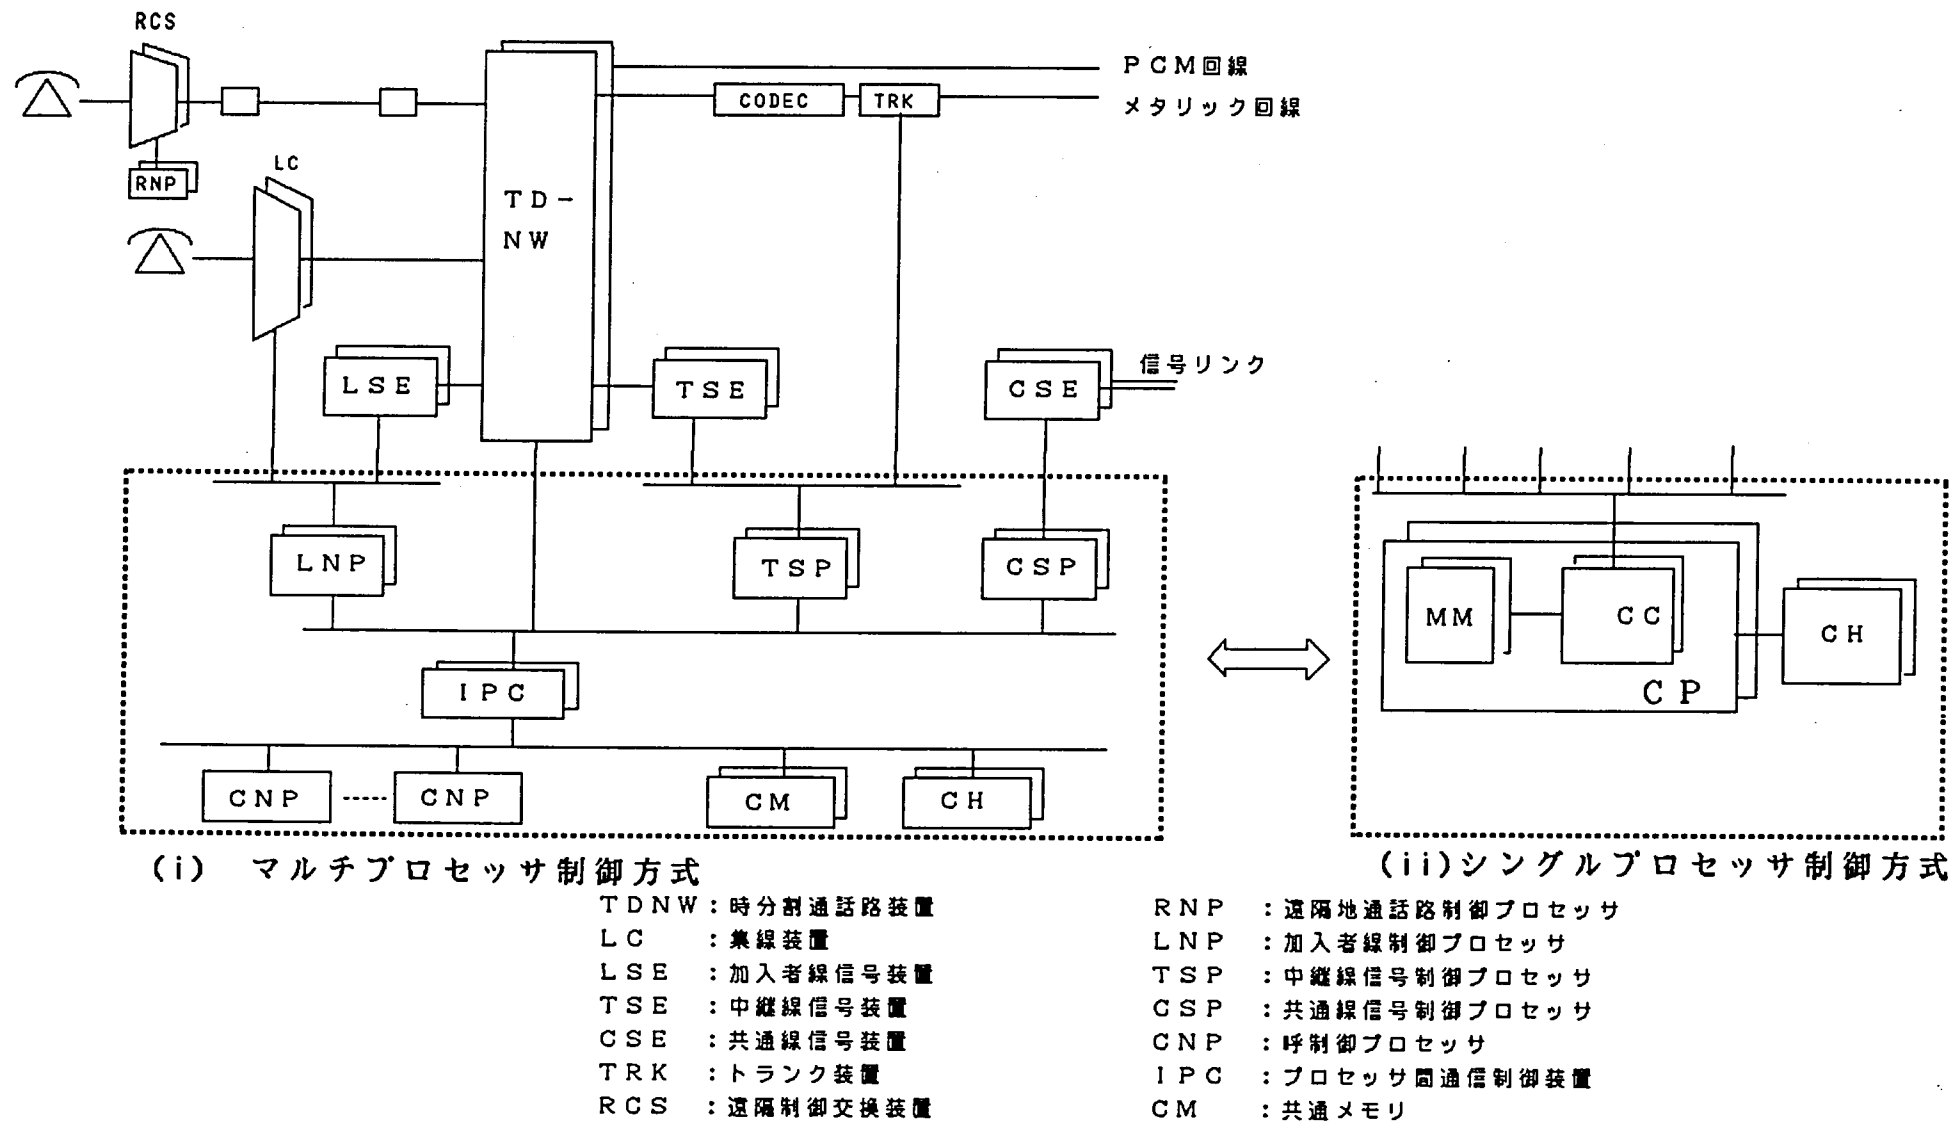 RCS
PCM回線
CODEC
TRK
メタリック回線
RNP
LC
TD-
NW
LSE
TSE
CSE
信号リンク
LNP
TSP
CSP
IPC
CNP
CNP
CM
CH
MM
CC
CP
CH
(i) マルチプロセッサ制御方式
(ii)シングルプロセッサ制御方式
TDNW:時分割通話路装置
LC :集線装置
LSE :加入者線信号装置
TSE :中継線信号装置
CSE :共通線信号装置
TRK :トランク装置
RCS :遠隔制御交換装置
RNP :遠隔地通話路制御プロセッサ
LNP :加入者線制御プロセッサ
TSP :中継線信号制御プロセッサ
CSP :共通線信号制御プロセッサ
CNP :呼制御プロセッサ
IPC :プロセッサ間通信制御装置
CM :共通メモリ